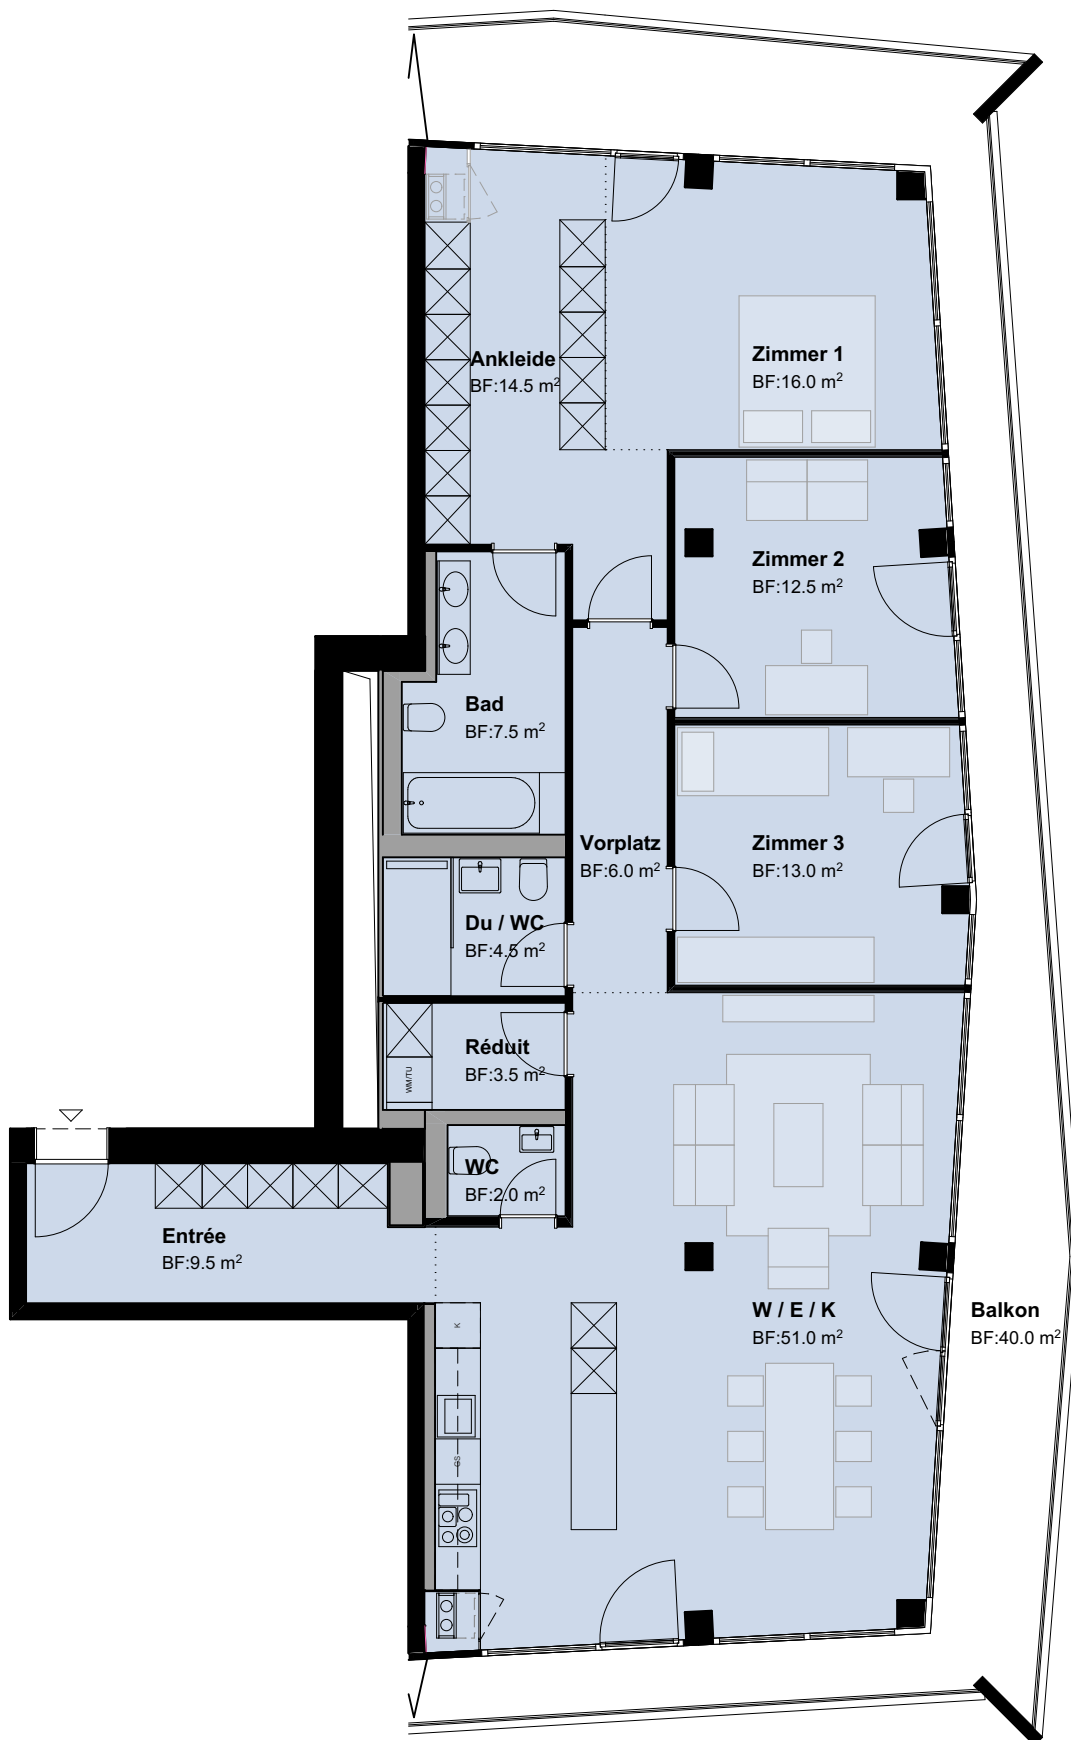 Ankleide
BF:14.5 m²
Zimmer 1
BF:16.0 m²
Zimmer 2
BF:12.5 m²
Bad
BF:7.5 m²
Vorplatz
BF:6.0 m²
Zimmer 3
BF:13.0 m²
Du / WC
BF:4.5 m²
Réduit
BF:3.5 m²
WM/TU
WC
BF:2.0 m²
Entrée
BF:9.5 m²
W / E / K
BF:51.0 m²
Balkon
BF:40.0 m²
K
GS